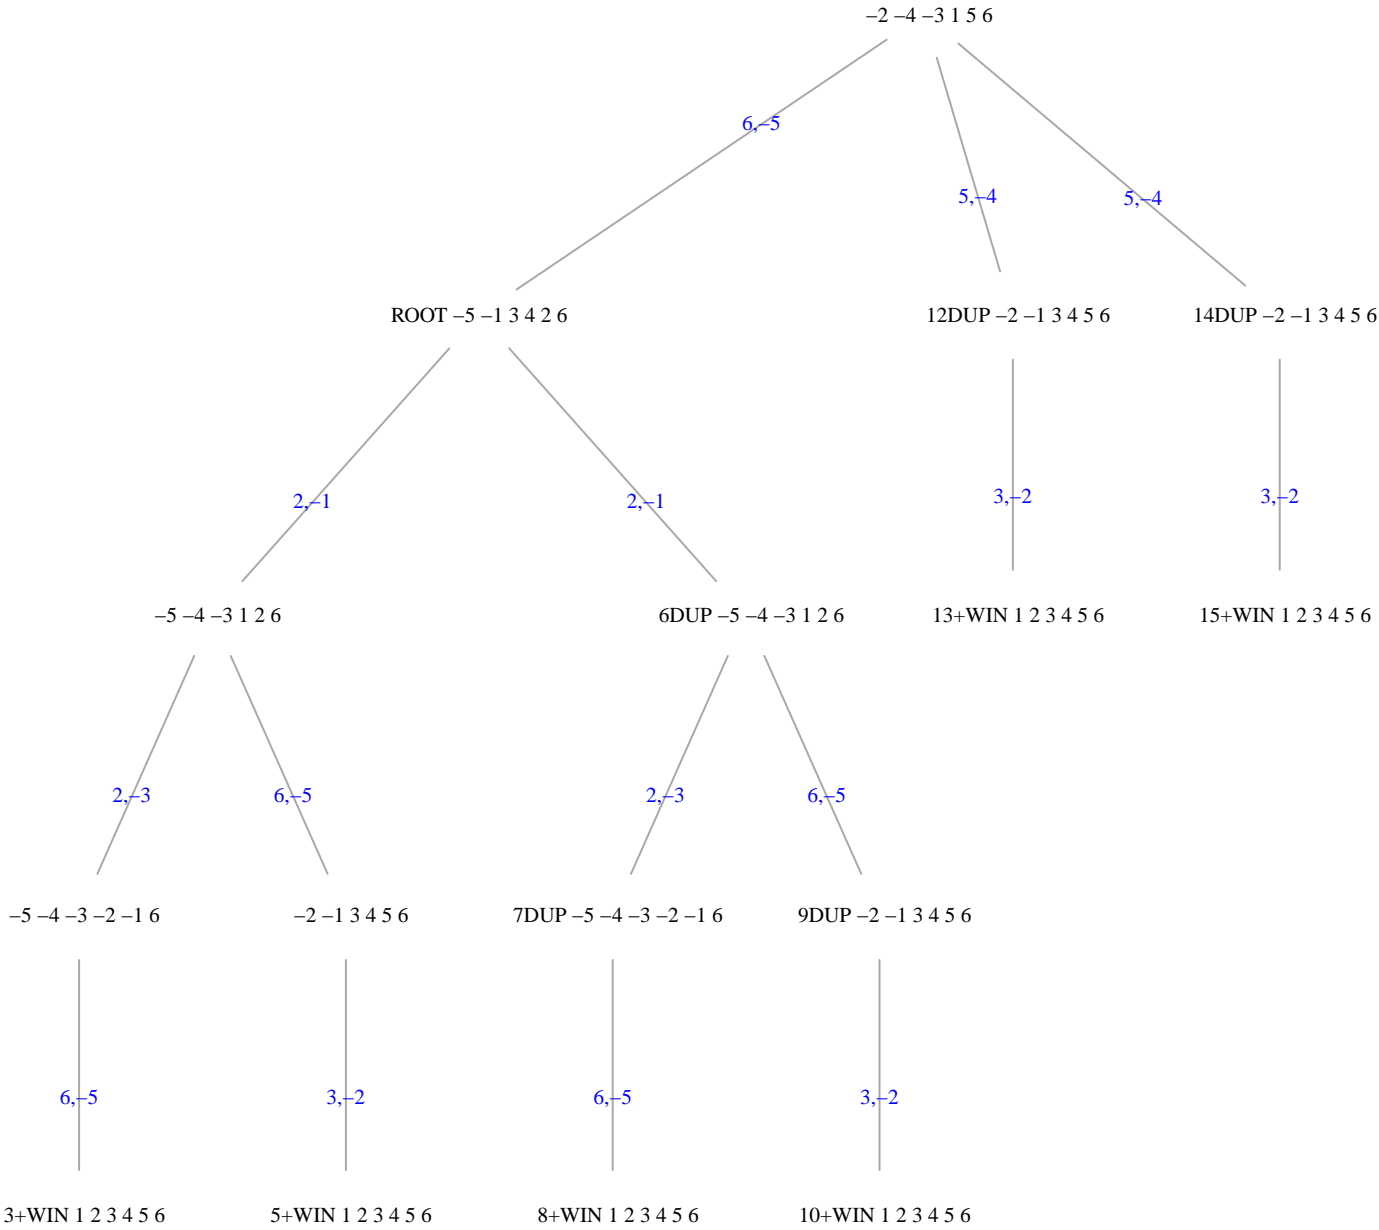 −2 −4 −3 1 5 6
6,−5
5,−4
5,−4
ROOT −5 −1 3 4 2 6
12DUP −2 −1 3 4 5 6
14DUP −2 −1 3 4 5 6
2,−1
2,−1
3,−2
3,−2
−5 −4 −3 1 2 6
6DUP −5 −4 −3 1 2 6
13+WIN 1 2 3 4 5 6
15+WIN 1 2 3 4 5 6
2,−3
6,−5
2,−3
6,−5
−5 −4 −3 −2 −1 6
−2 −1 3 4 5 6
7DUP −5 −4 −3 −2 −1 6
9DUP −2 −1 3 4 5 6
6,−5
3,−2
6,−5
3,−2
3+WIN 1 2 3 4 5 6
5+WIN 1 2 3 4 5 6
8+WIN 1 2 3 4 5 6
10+WIN 1 2 3 4 5 6